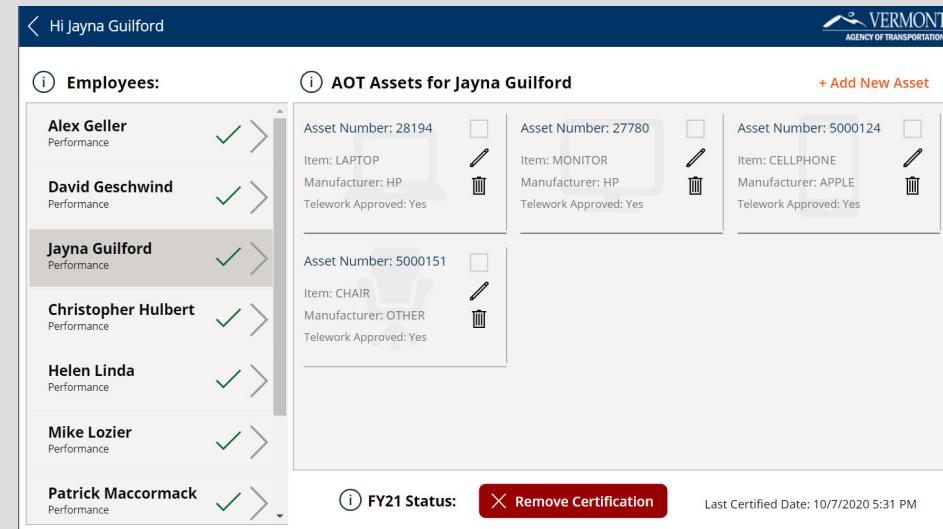 Hi Jayna Guilford
VERMONT
AGENCY OF TRANSPORTATION
Employees:
AOT Assets for Jayna Guilford
+ Add New Asset
Alex Geller
Performance
David Geschwind
Performance
Jayna Guilford
Performance
Christopher Hulbert
Performance
Helen Linda
Performance
Mike Lozier
Performance
Patrick Maccormack
Performance
Asset Number: 28194
Item: LAPTOP
Manufacturer: HP
Telework Approved: Yes
Asset Number: 27780
Item: MONITOR
Manufacturer: HP
Telework Approved: Yes
Asset Number: 5000124
Item: CELLPHONE
Manufacturer: APPLE
Telework Approved: Yes
Asset Number: 5000151
Item: CHAIR
Manufacturer: OTHER
Telework Approved: Yes
FY21 Status:
Remove Certification
Last Certified Date: 10/7/2020 5:31 PM